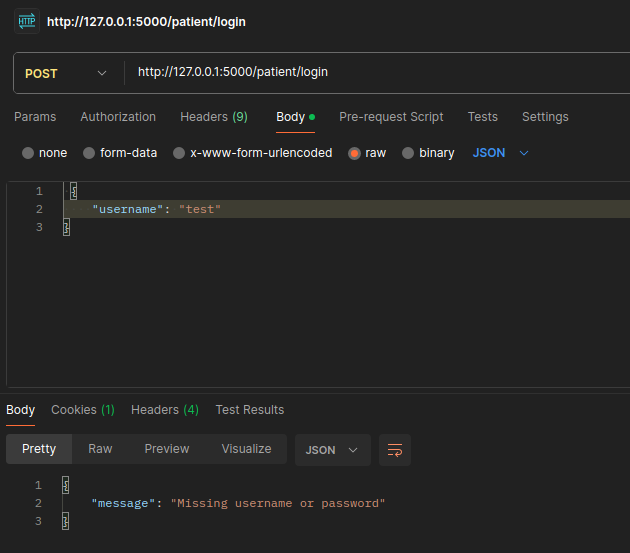 HTTP http://127.0.0.1:5000/patient/login
POST http://127.0.0.1:5000/patient/login
Params Authorization Headers (9) Body Pre-request Script Tests Settings
none form-data x-www-form-urlencoded raw binary JSON
1 {
2 "username": "test"
3 }
Body Cookies (1) Headers (4) Test Results
Pretty Raw Preview Visualize JSON
1 {
2 "message": "Missing username or password"
3 }